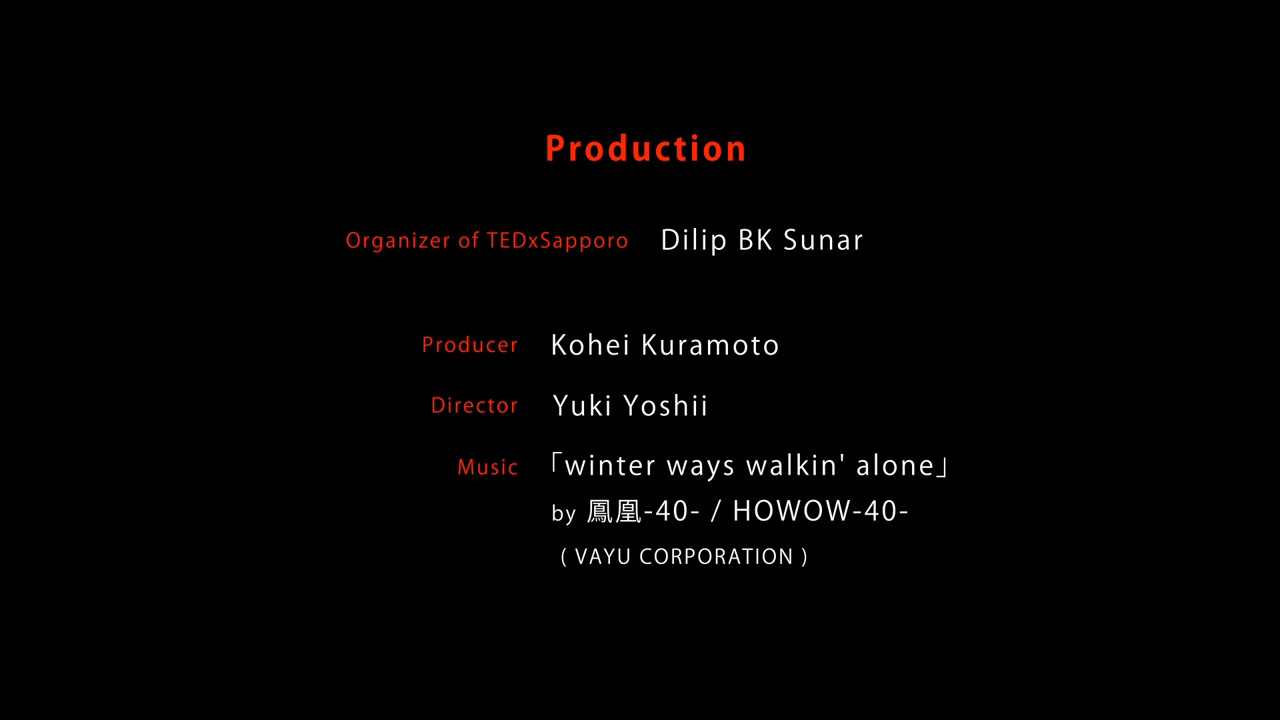 Production
Organizer of TEDxSapporo Dilip BK Sunar
Producer Kohei Kuramoto
Director Yuki Yoshii
Music 「winter ways walkin' alone」
by 鳳凰-40- / HOWOW-40-
( VAYU CORPORATION )